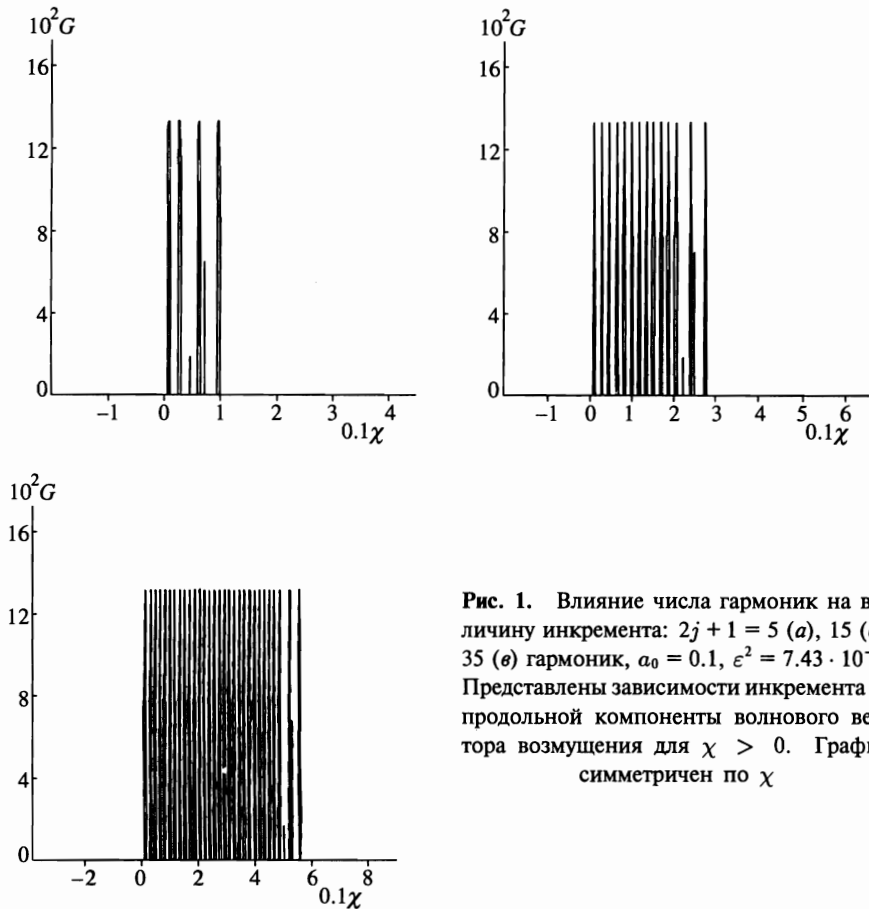 10²G
16
12
8
4
0
−1 0 1 2 3 4
0.1χ
10²G
16
12
8
4
0
−1 0 1 2 3 4 5 6
0.1χ
10²G
16
12
8
4
0
−2 0 2 4 6 8
0.1χ
Рис. 1. Влияние числа гармоник на в
личину инкремента: 2j + 1 = 5 (а), 15 (
35 (в) гармоник, a₀ = 0.1, ε² = 7.43 · 10⁻
Представлены зависимости инкремента
продольной компоненты волнового ве
тора возмущения для χ > 0. Графи
симметричен по χ